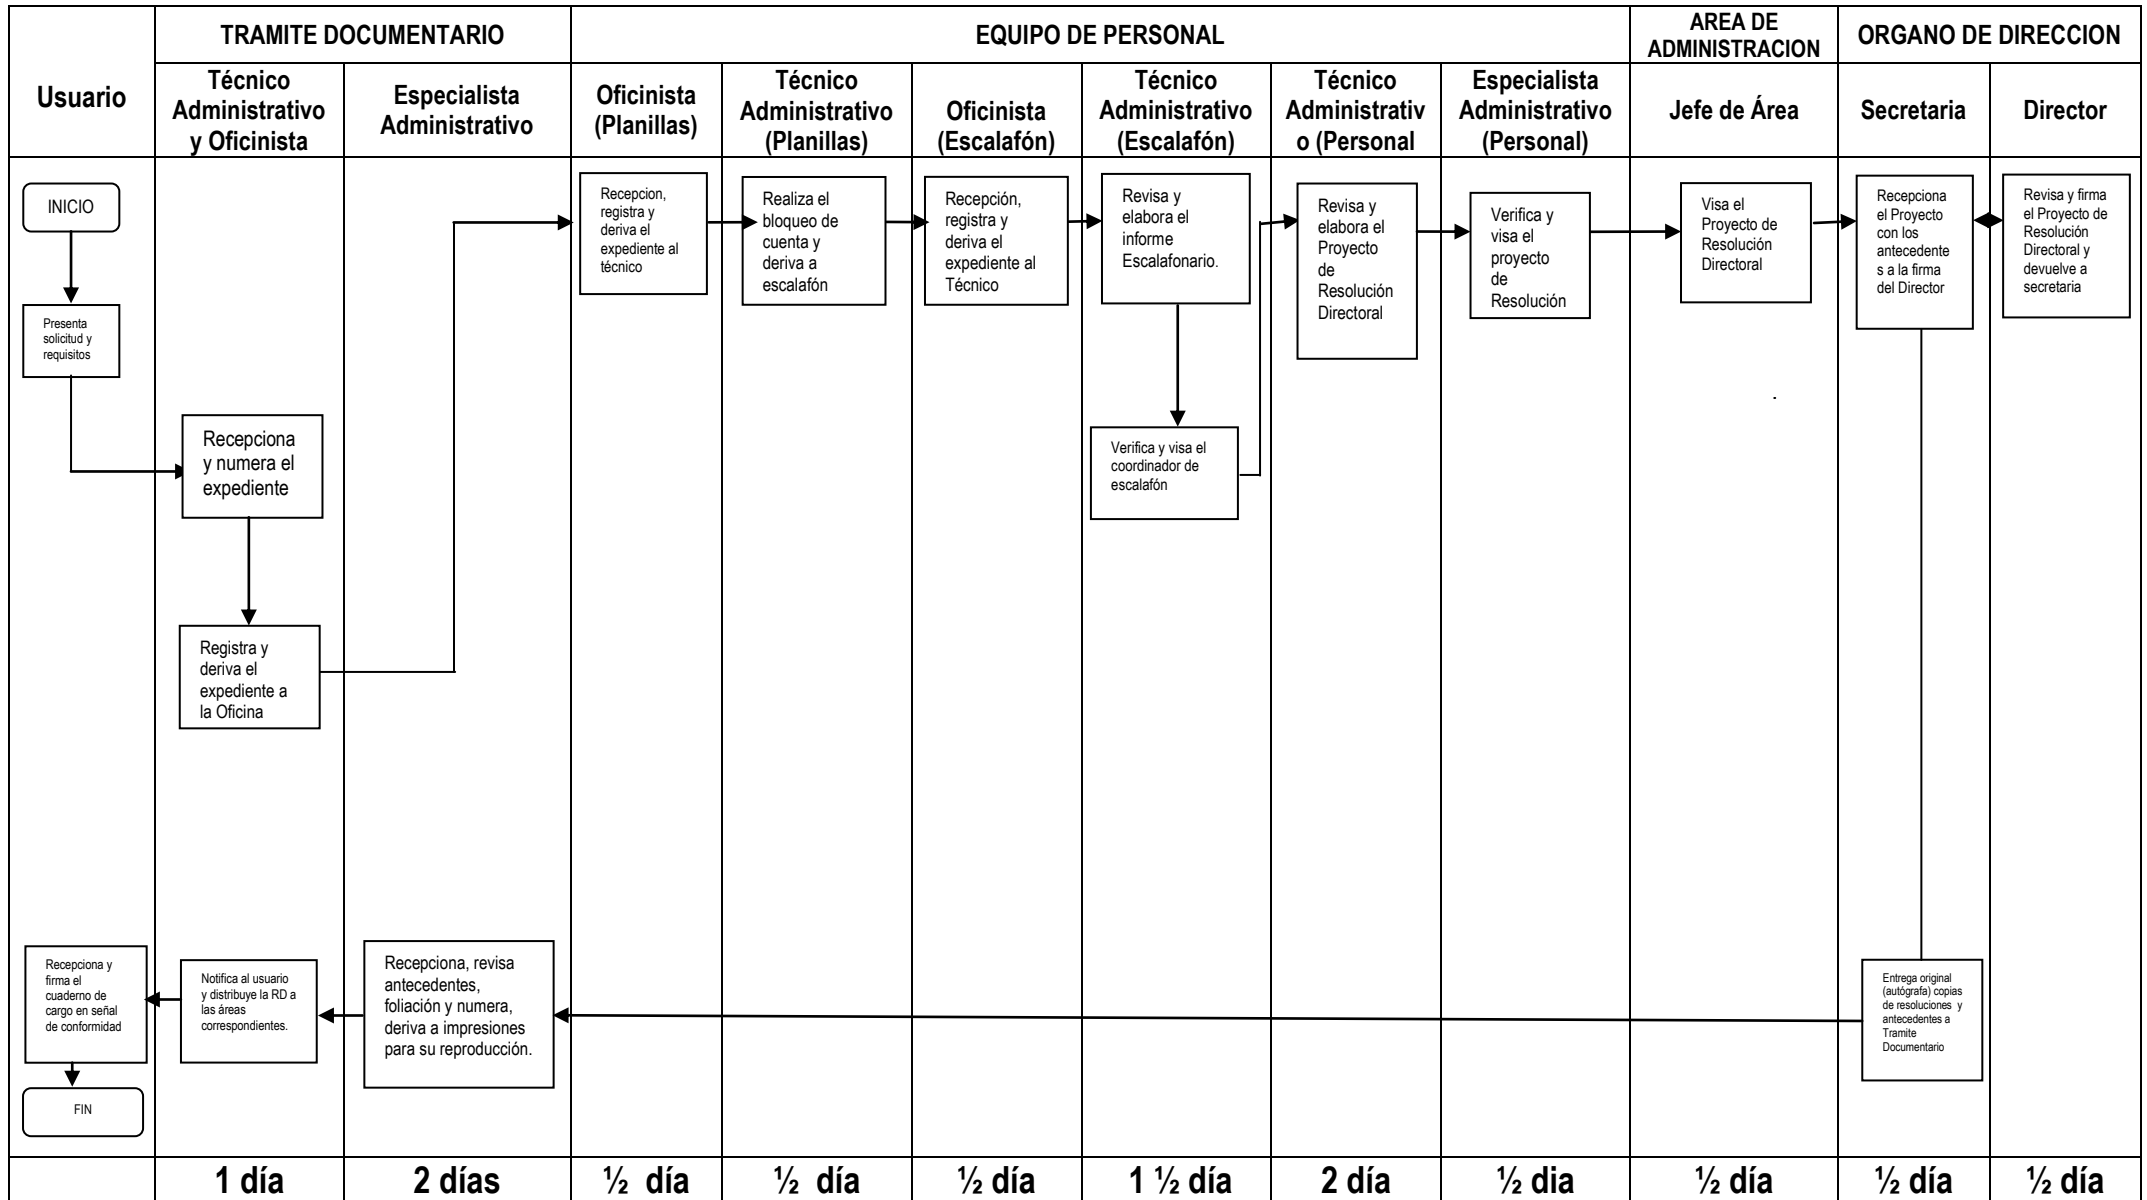 Usuario
TRAMITE DOCUMENTARIO
EQUIPO DE PERSONAL
AREA DE
ADMINISTRACION
ORGANO DE DIRECCION
Técnico
Administrativo
y Oficinista
Especialista
Administrativo
Oficinista
(Planillas)
Técnico
Administrativo
(Planillas)
Oficinista
(Escalafón)
Técnico
Administrativo
(Escalafón)
Técnico
Administrativ
o (Personal
Especialista
Administrativo
(Personal)
Jefe de Área
Secretaria
Director
INICIO
Presenta
solicitud y
requisitos
Recepciona
y numera el
expediente
Registra y
deriva el
expediente a
la Oficina
Recepcion,
registra y
deriva el
expediente al
técnico
Realiza el
bloqueo de
cuenta y
deriva a
escalafón
Recepción,
registra y
deriva el
expediente al
Técnico
Revisa y
elabora el
informe
Escalafonario.
Verifica y visa el
coordinador de
escalafón
Revisa y
elabora el
Proyecto
de
Resolución
Directoral
Verifica y
visa el
proyecto
de
Resolución
Visa el
Proyecto de
Resolución
Directoral
.
Recepciona
el Proyecto
con los
antecedente
s a la firma
del Director
Revisa y firma
el Proyecto de
Resolución
Directoral y
devuelve a
secretaria
Entrega original
(autógrafa) copias
de resoluciones y
antecedentes a
Tramite
Documentario
Recepciona, revisa
antecedentes,
foliación y numera,
deriva a impresiones
para su reproducción.
Notifica al usuario
y distribuye la RD a
las áreas
correspondientes.
Recepciona y
firma el
cuaderno de
cargo en señal
de conformidad
FIN
1 día
2 días
½ día
½ día
½ día
1 ½ día
2 día
½ dia
½ día
½ día
½ día